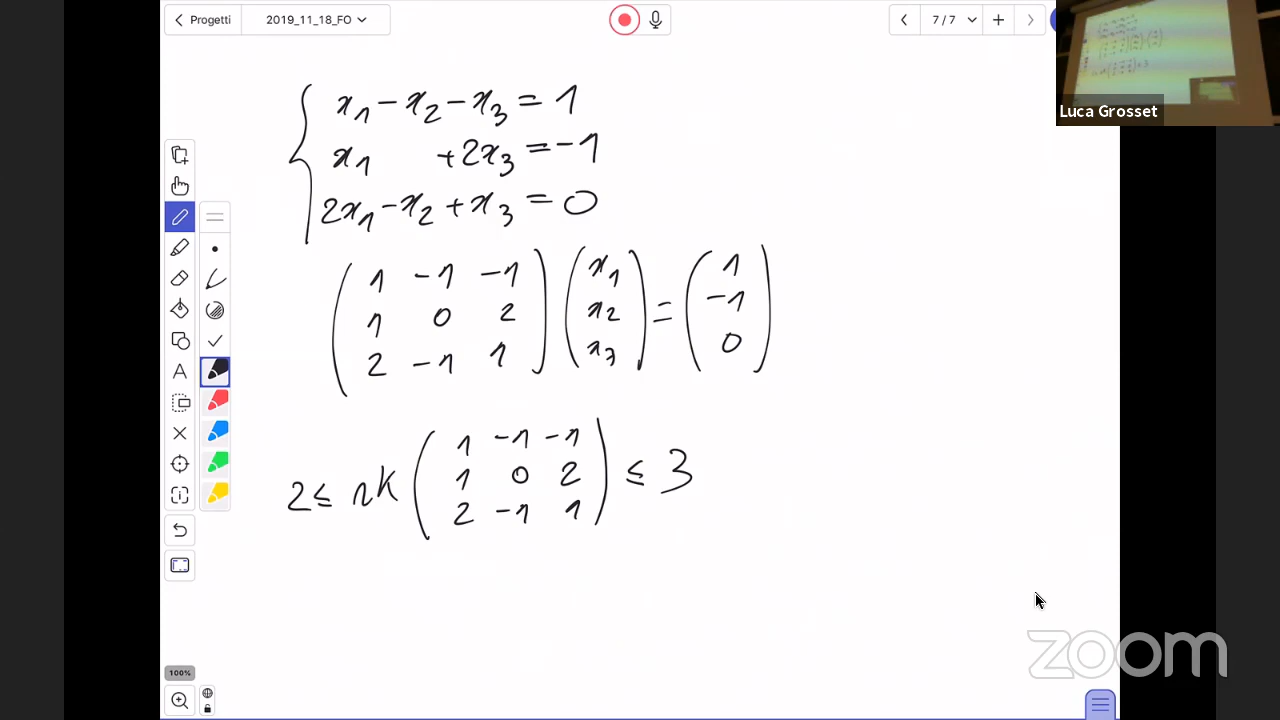 Progetti
2019_11_18_FO
7/7
Luca Grosset
x₁ - x₂ - x₃ = 1
x₁ + 2x₃ = -1
2x₁ - x₂ + x₃ = 0
( 1 -1 -1 ) ( x₁ ) = ( 1 )
( 1 0 2 ) ( x₂ ) ( -1 )
( 2 -1 1 ) ( x₃ ) ( 0 )
2 ≤ rk ( 1 -1 -1 ) ≤ 3
( 1 0 2 )
( 2 -1 1 )
100%
zoom